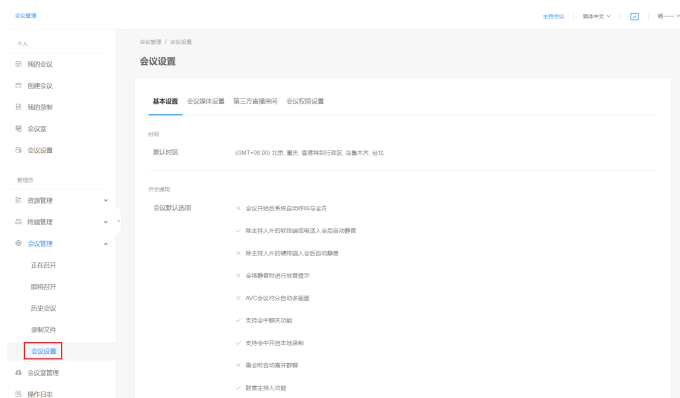 会议管理
主持会议
简体中文
杨
个人
我的会议
创建会议
我的录制
会议室
会议设置
管理员
资源管理
终端管理
会议管理
正在召开
即将召开
历史会议
录制文件
会议设置
会议室管理
操作日志
会议管理 / 会议设置
会议设置
基本设置 会议媒体设置 第三方直播房间 会议权限设置
时间
默认时区 (GMT+08:00) 北京, 重庆, 香港特别行政区, 乌鲁木齐, 台北
会议默认选项
会议开始后系统自动呼叫与会方
除主持人外的软终端或电话入会后自动静音
除主持人外的硬终端入会后自动静音
全场静音时进行放音提示
AVC会议均分自动多画面
支持会中聊天功能
支持会中开启本地录制
离会时自动离开群聊
联席主持人功能